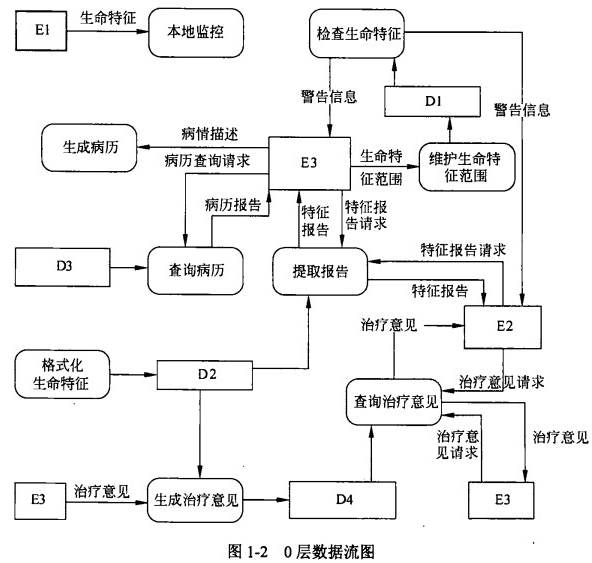 E1
生命特征
本地监控
检查生命特征
警告信息
D1
警告信息
生成病历
病情描述
病历查询请求
E3
生命特
征范围
维护生命特
征范围
病历报告
特征
报告
特征报
告请求
D3
查询病历
提取报告
特征报告请求
特征报告
治疗意见
E2
格式化
生命特征
D2
治疗意见请求
查询治疗意见
治疗意
见请求
治疗意见
E3
治疗意见
生成治疗意见
D4
E3
图 1-2 0 层数据流图